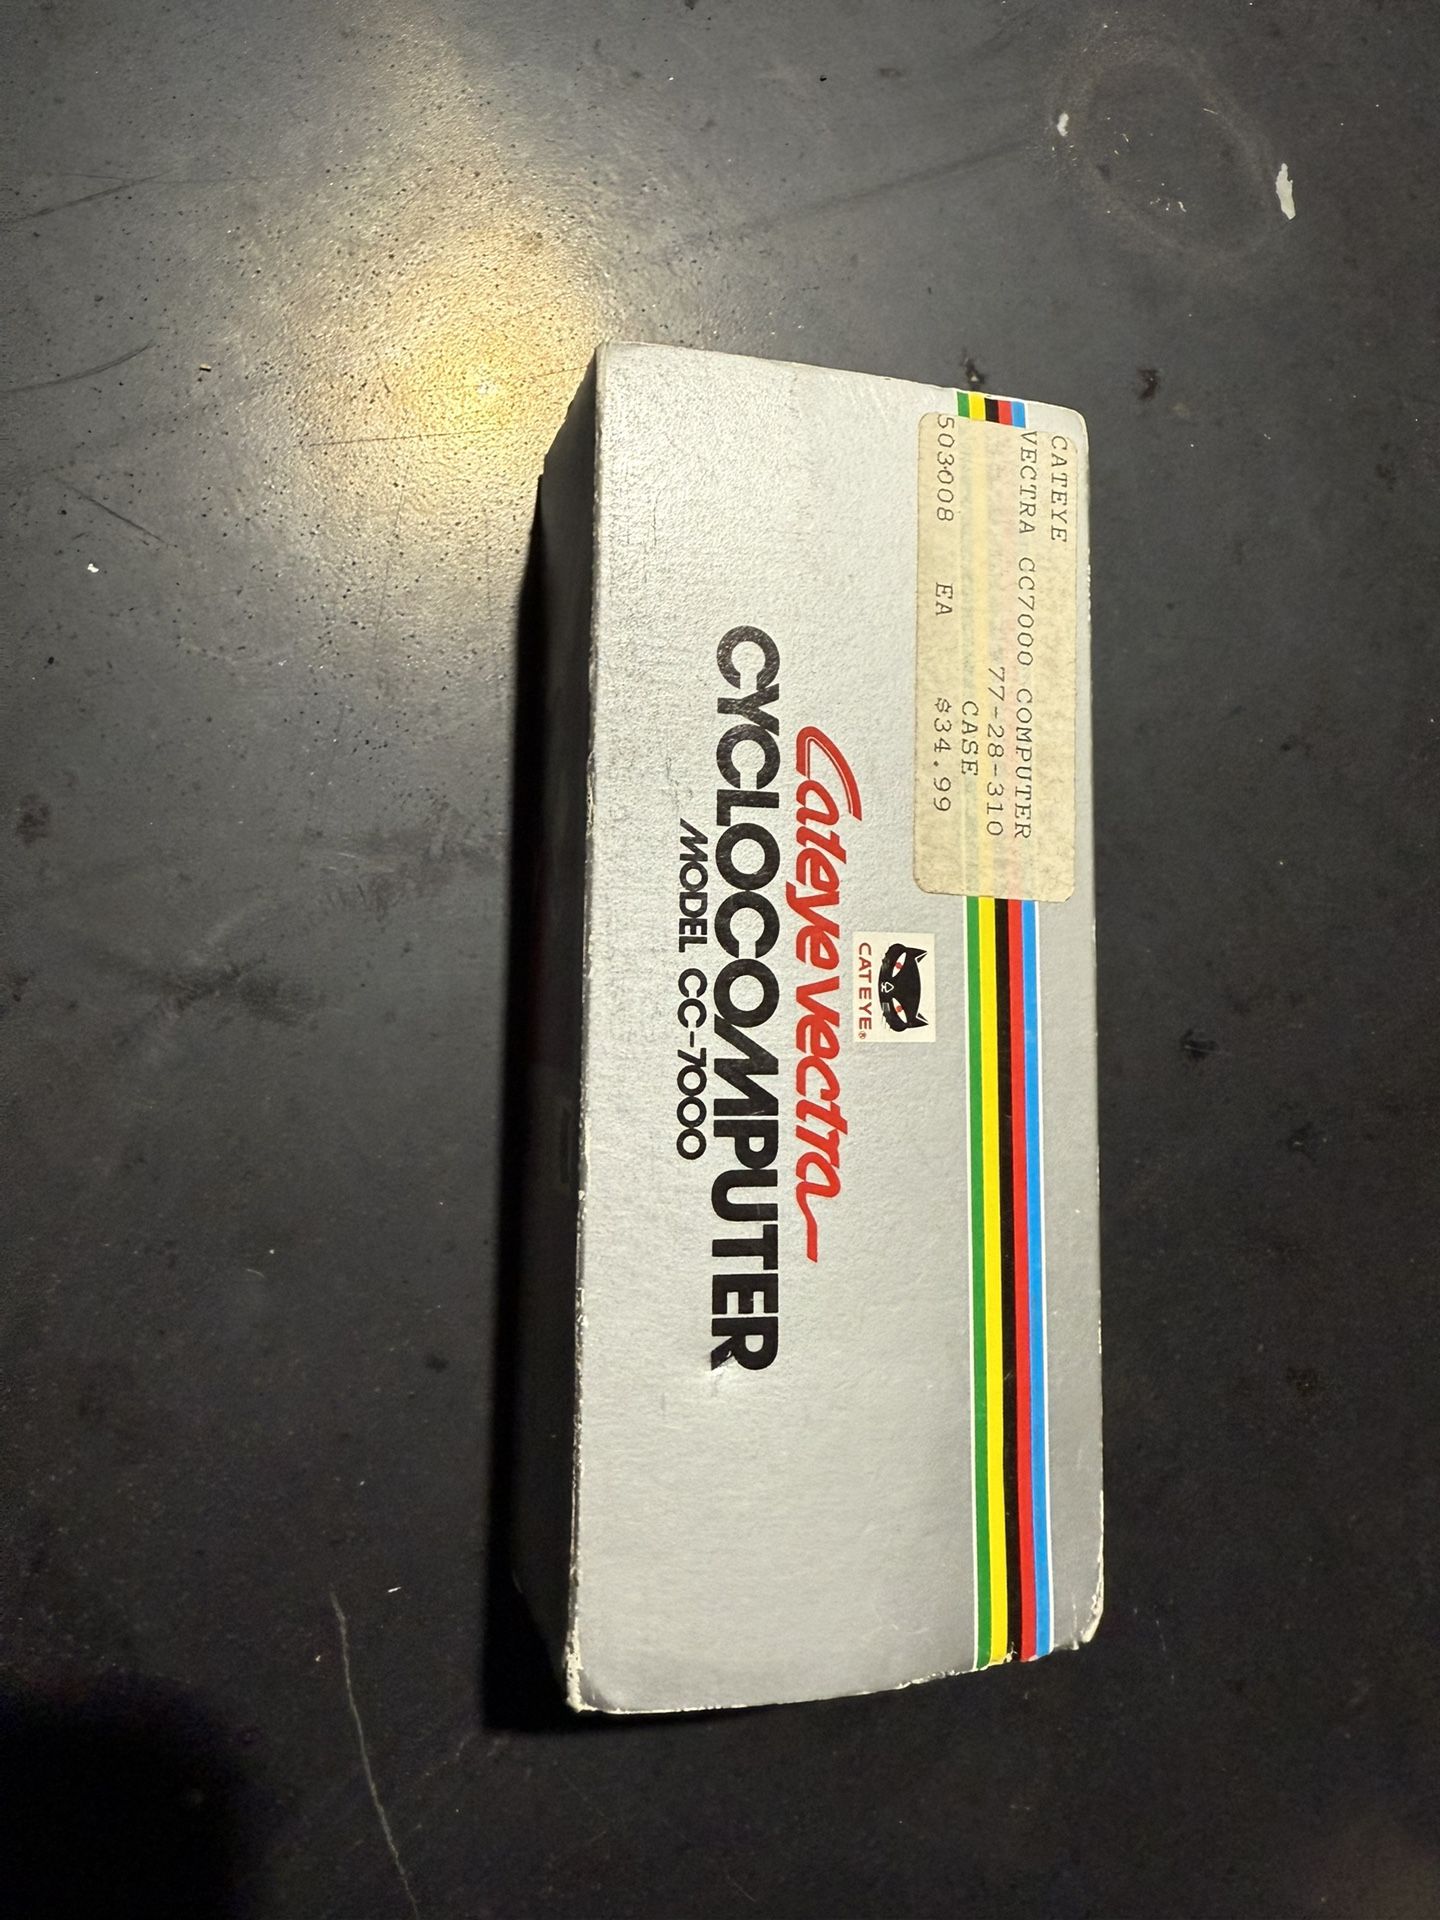 CATEYE
VECTRA CC7000 COMPUTER
77-28-310
CASE
503008 EA $34.99
CATEYE®
Cateye Vectra
CYCLOCOMPUTER
MODEL CC-7000